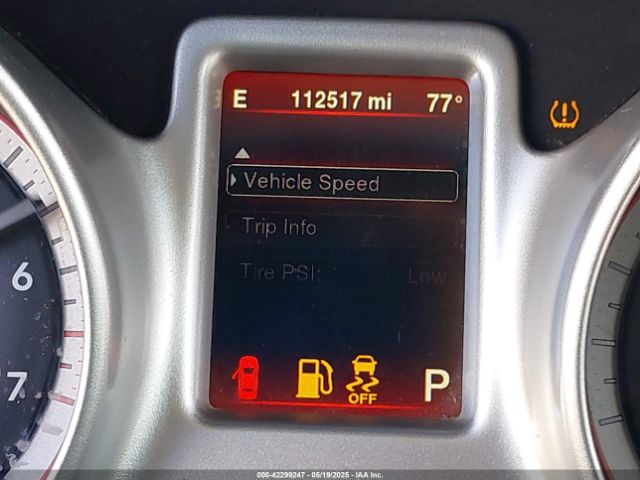 E 112517 mi 77°
Vehicle Speed
Trip Info
Tire PSI: Low
6
7
OFF
P
000-42299247 - 05/19/2025 - IAA Inc.